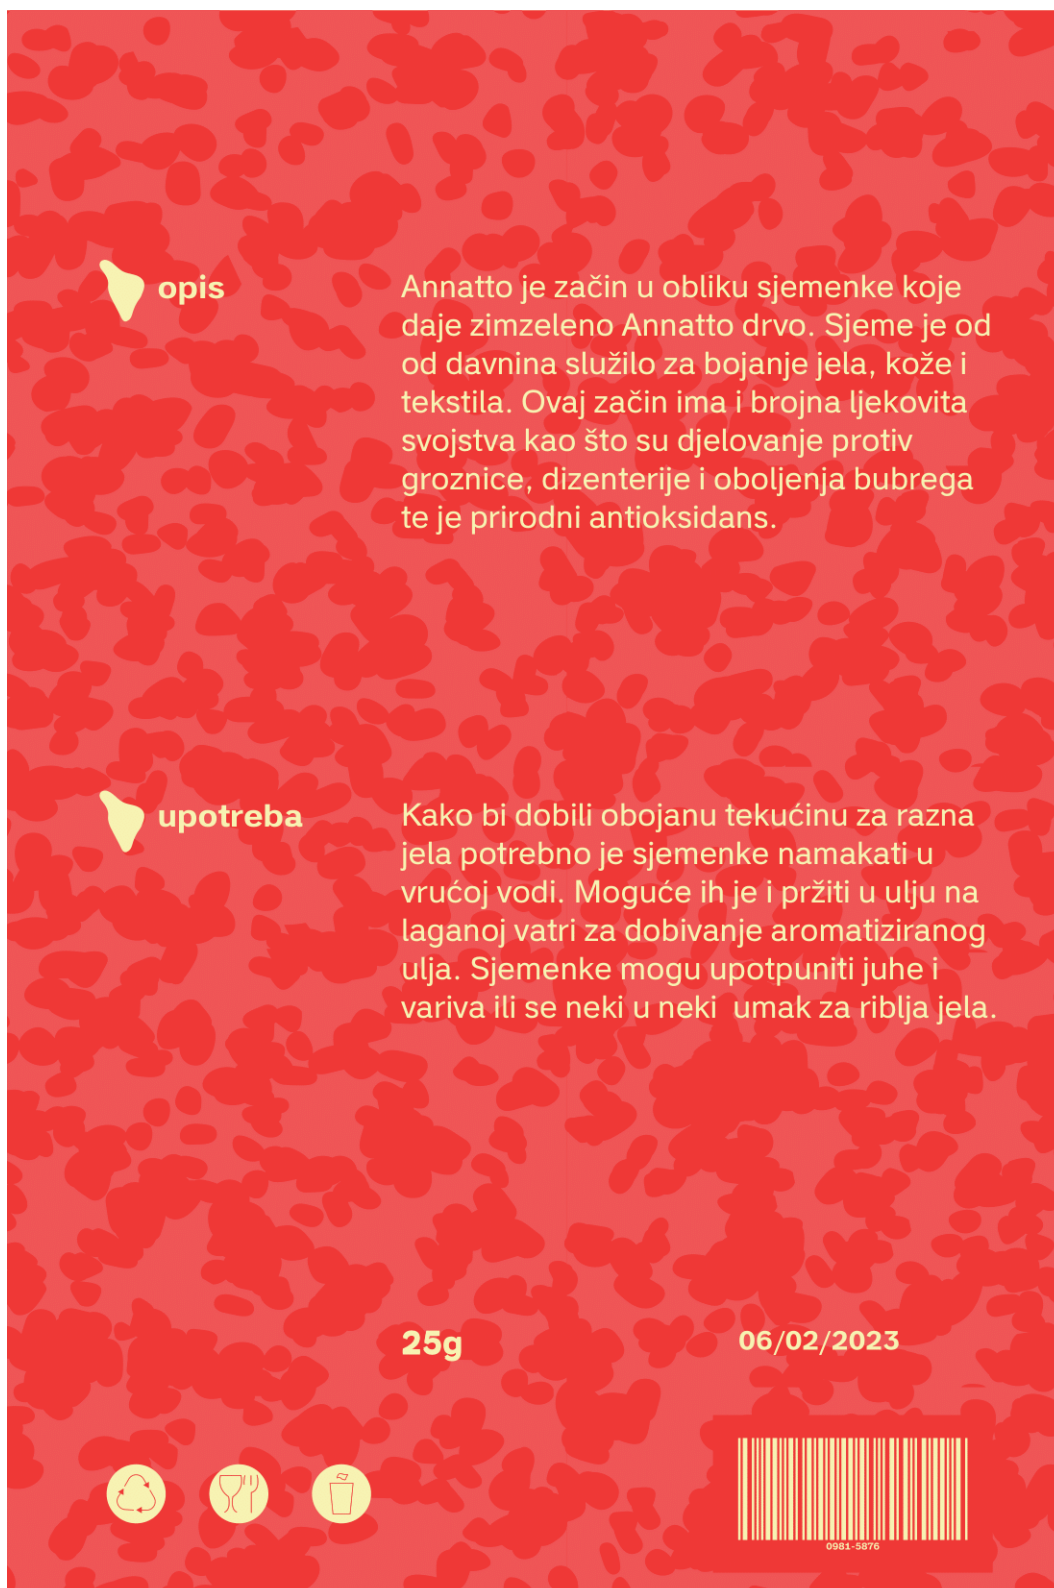 opis
Annatto je začin u obliku sjemenke koje
daje zimzeleno Annatto drvo. Sjeme je od
od davnina služilo za bojanje jela, kože i
tekstila. Ovaj začin ima i brojna ljekovita
svojstva kao što su djelovanje protiv
groznice, dizenterije i oboljenja bubrega
te je prirodni antioksidans.
upotreba
Kako bi dobili obojanu tekućinu za razna
jela potrebno je sjemenke namakati u
vrućoj vodi. Moguće ih je i pržiti u ulju na
laganoj vatri za dobivanje aromatiziranog
ulja. Sjemenke mogu upotpuniti juhe i
variva ili se neki u neki  umak za riblja jela.
25g
06/02/2023
0981-5876